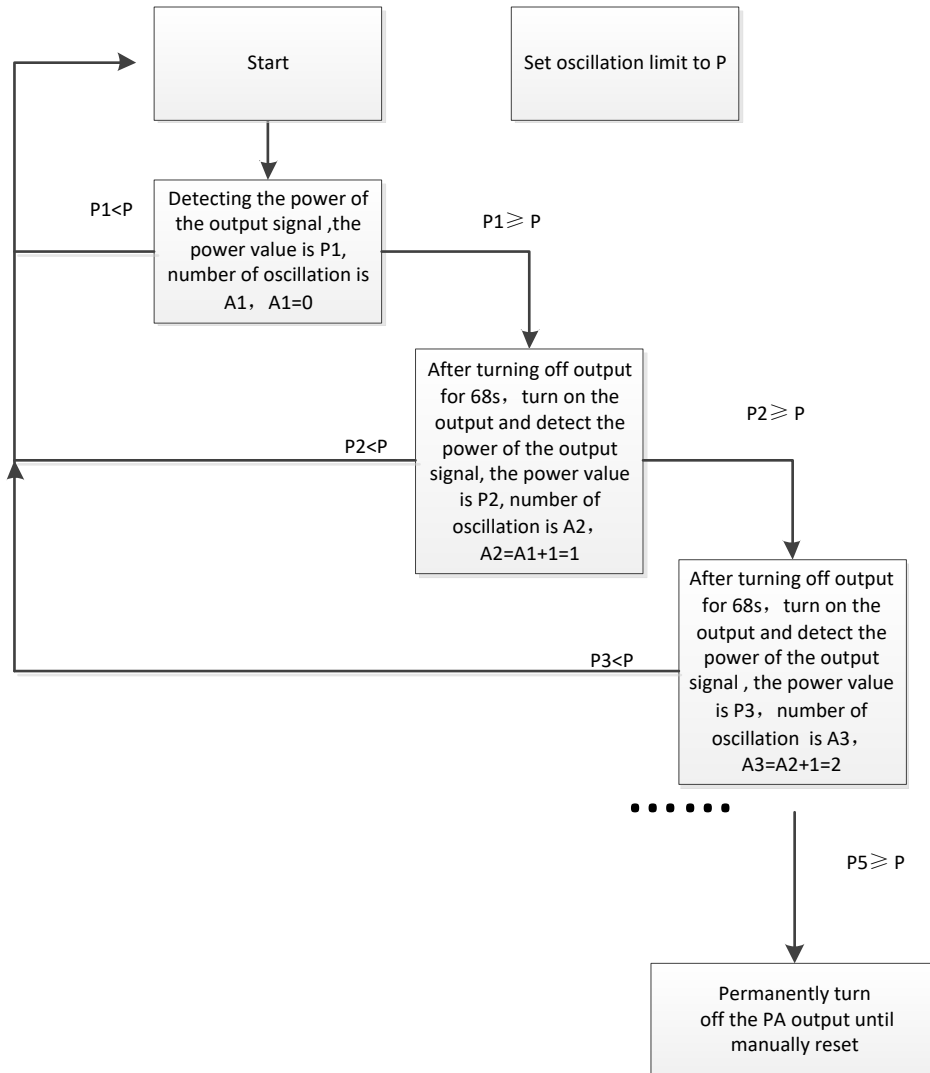 Start
Set oscillation limit to P
P1<P
Detecting the power of
the output signal ,the
power value is P1,
number of oscillation is
A1，A1=0
P1≥ P
After turning off output
for 68s，turn on the
output and detect the
power of the output
signal, the power value
is P2, number of
oscillation is A2，
A2=A1+1=1
P2<P
P2≥ P
After turning off output
for 68s，turn on the
output and detect the
power of the output
signal , the power value
is P3，number of
oscillation is A3，
A3=A2+1=2
P3<P
......
P5≥ P
Permanently turn
off the PA output until
manually reset